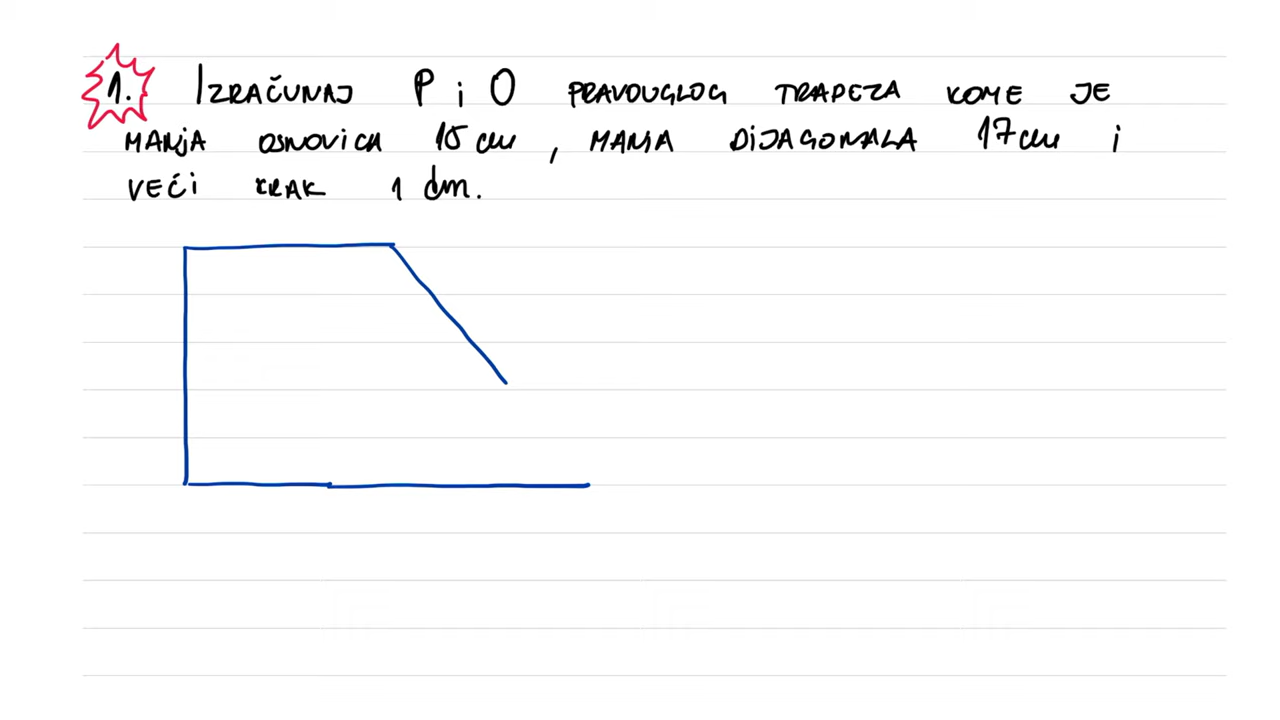 1. IZRAČUNAJ P i O PRAVOUGLOG TRAPEZA KOME JE
MANJA OSNOVICA 15 cm, MANJA DIJAGONALA 17 cm i
VEĆi KRAK 1 dm.